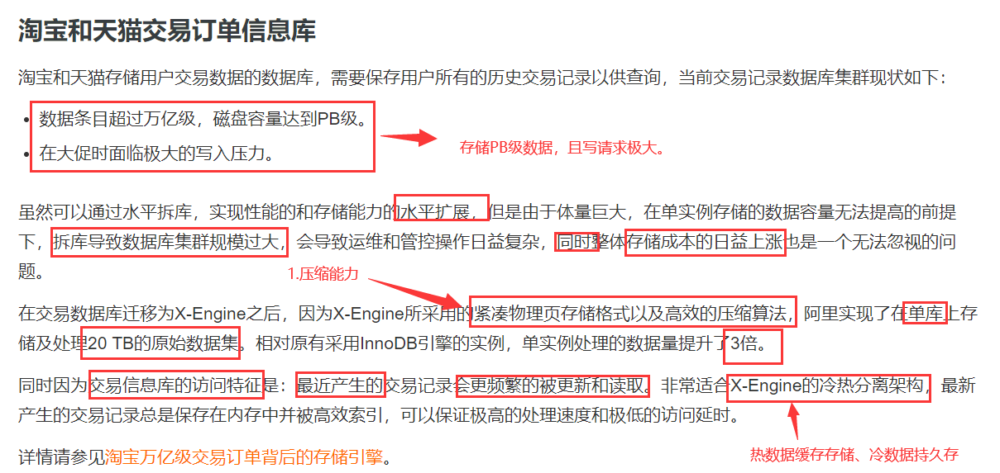 淘宝和天猫交易订单信息库
淘宝和天猫存储用户交易数据的数据库，需要保存用户所有的历史交易记录以供查询，当前交易记录数据库集群现状如下：
• 数据条目超过万亿级，磁盘容量达到PB级。
• 在大促时面临极大的写入压力。
存储PB级数据，且写请求极大。
虽然可以通过水平拆库，实现性能的和存储能力的水平扩展，但是由于体量巨大，在单实例存储的数据容量无法提高的前提
下，拆库导致数据库集群规模过大，会导致运维和管控操作日益复杂，同时整体存储成本的日益上涨也是一个无法忽视的问
题。
1.压缩能力
在交易数据库迁移为X-Engine之后，因为X-Engine所采用的紧凑物理页存储格式以及高效的压缩算法，阿里实现了在单库上存
储及处理20 TB的原始数据集。相对原有采用InnoDB引擎的实例，单实例处理的数据量提升了3倍。
同时因为交易信息库的访问特征是：最近产生的交易记录会更频繁的被更新和读取。非常适合X-Engine的冷热分离架构，最新
产生的交易记录总是保存在内存中并被高效索引，可以保证极高的处理速度和极低的访问延时。
热数据缓存存储、冷数据持久存
详情请参见淘宝万亿级交易订单背后的存储引擎。